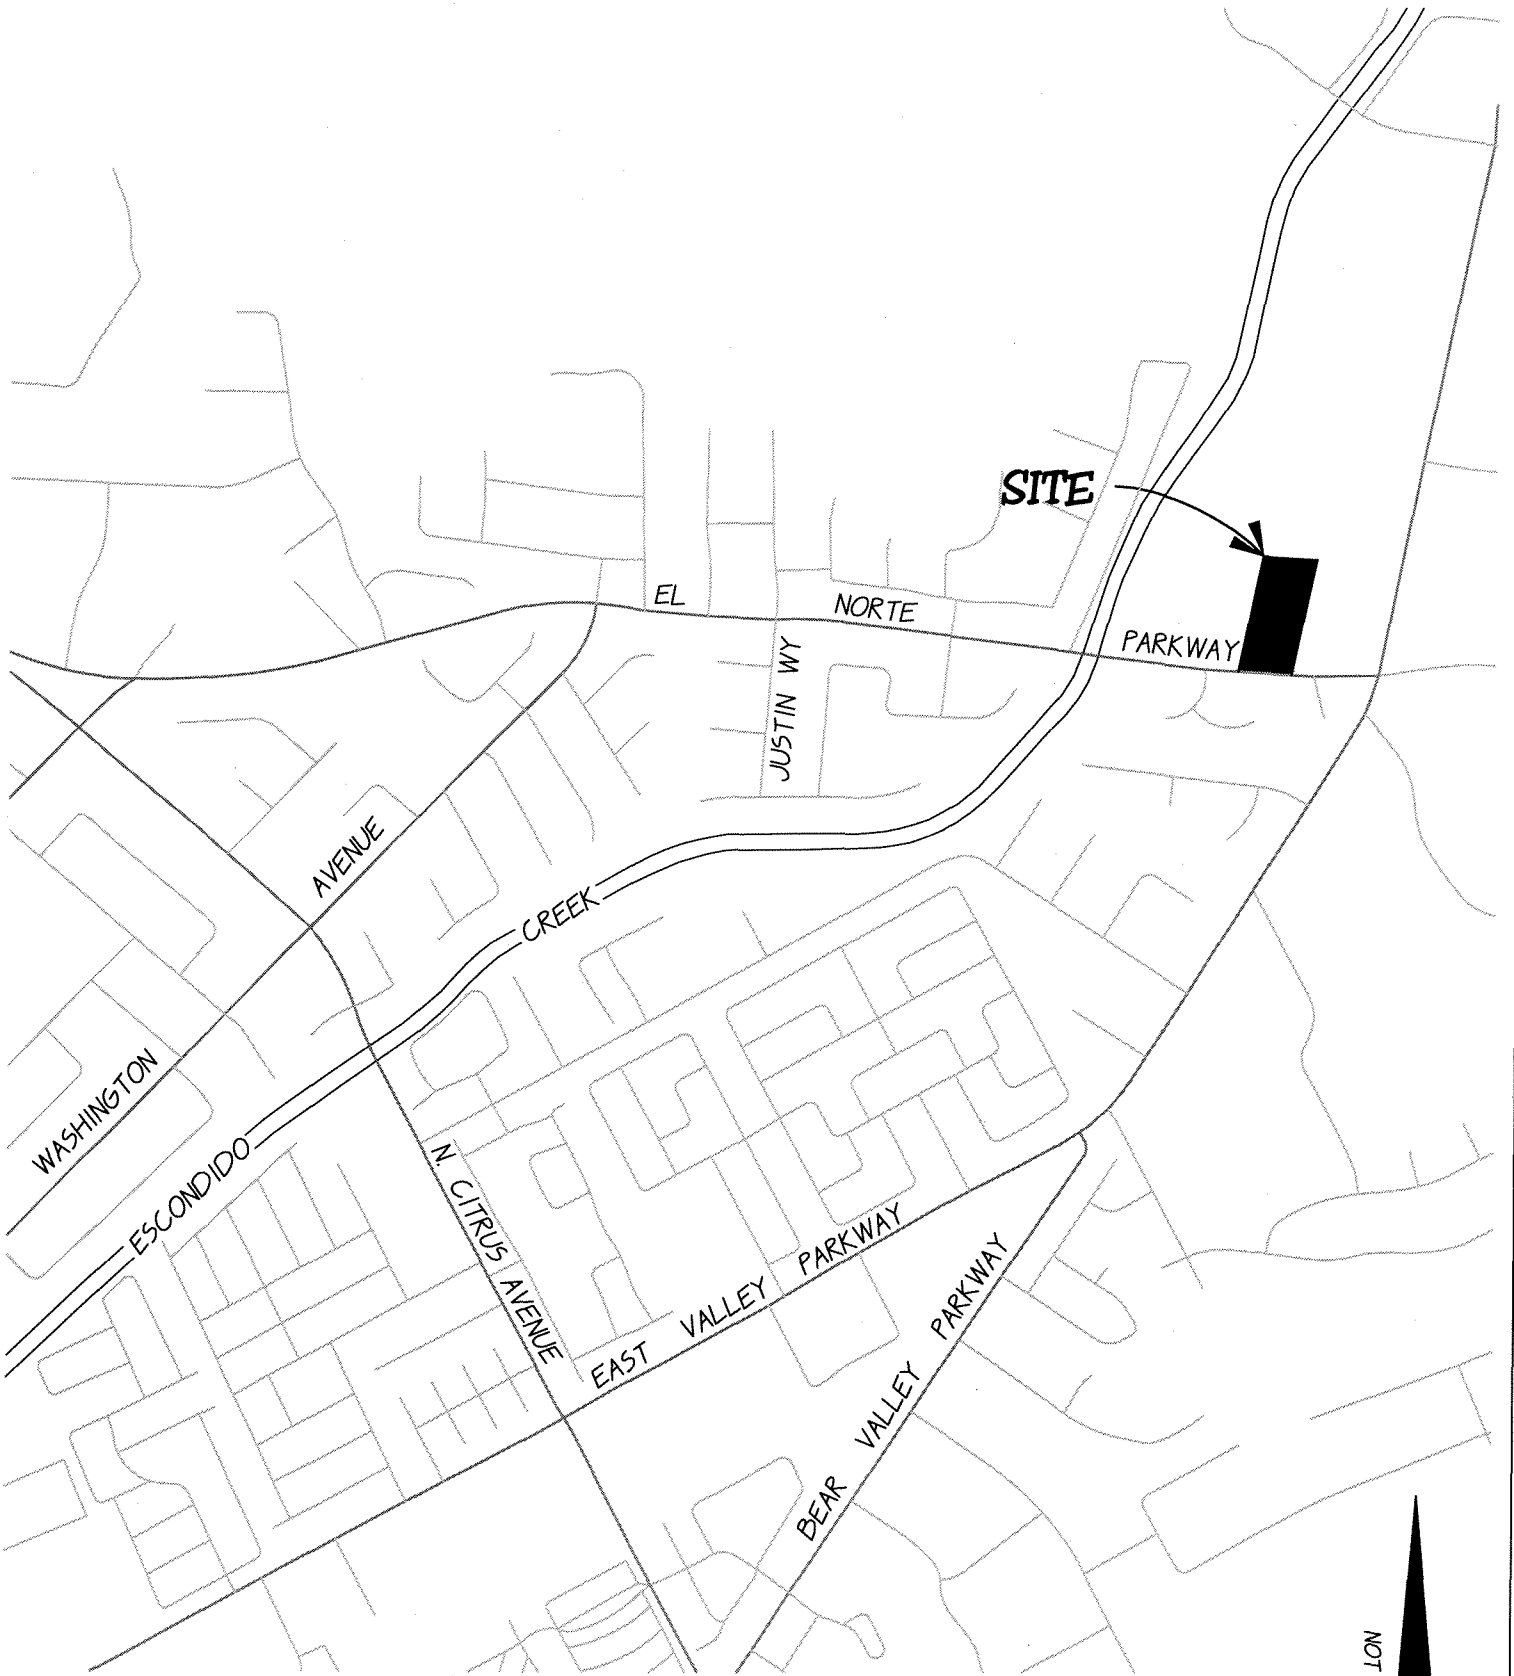 SITE
EL NORTE PARKWAY
JUSTIN WY
WASHINGTON AVENUE
ESCONDIDO CREEK
N. CITRUS AVENUE
EAST VALLEY PARKWAY
BEAR VALLEY PARKWAY
NOT